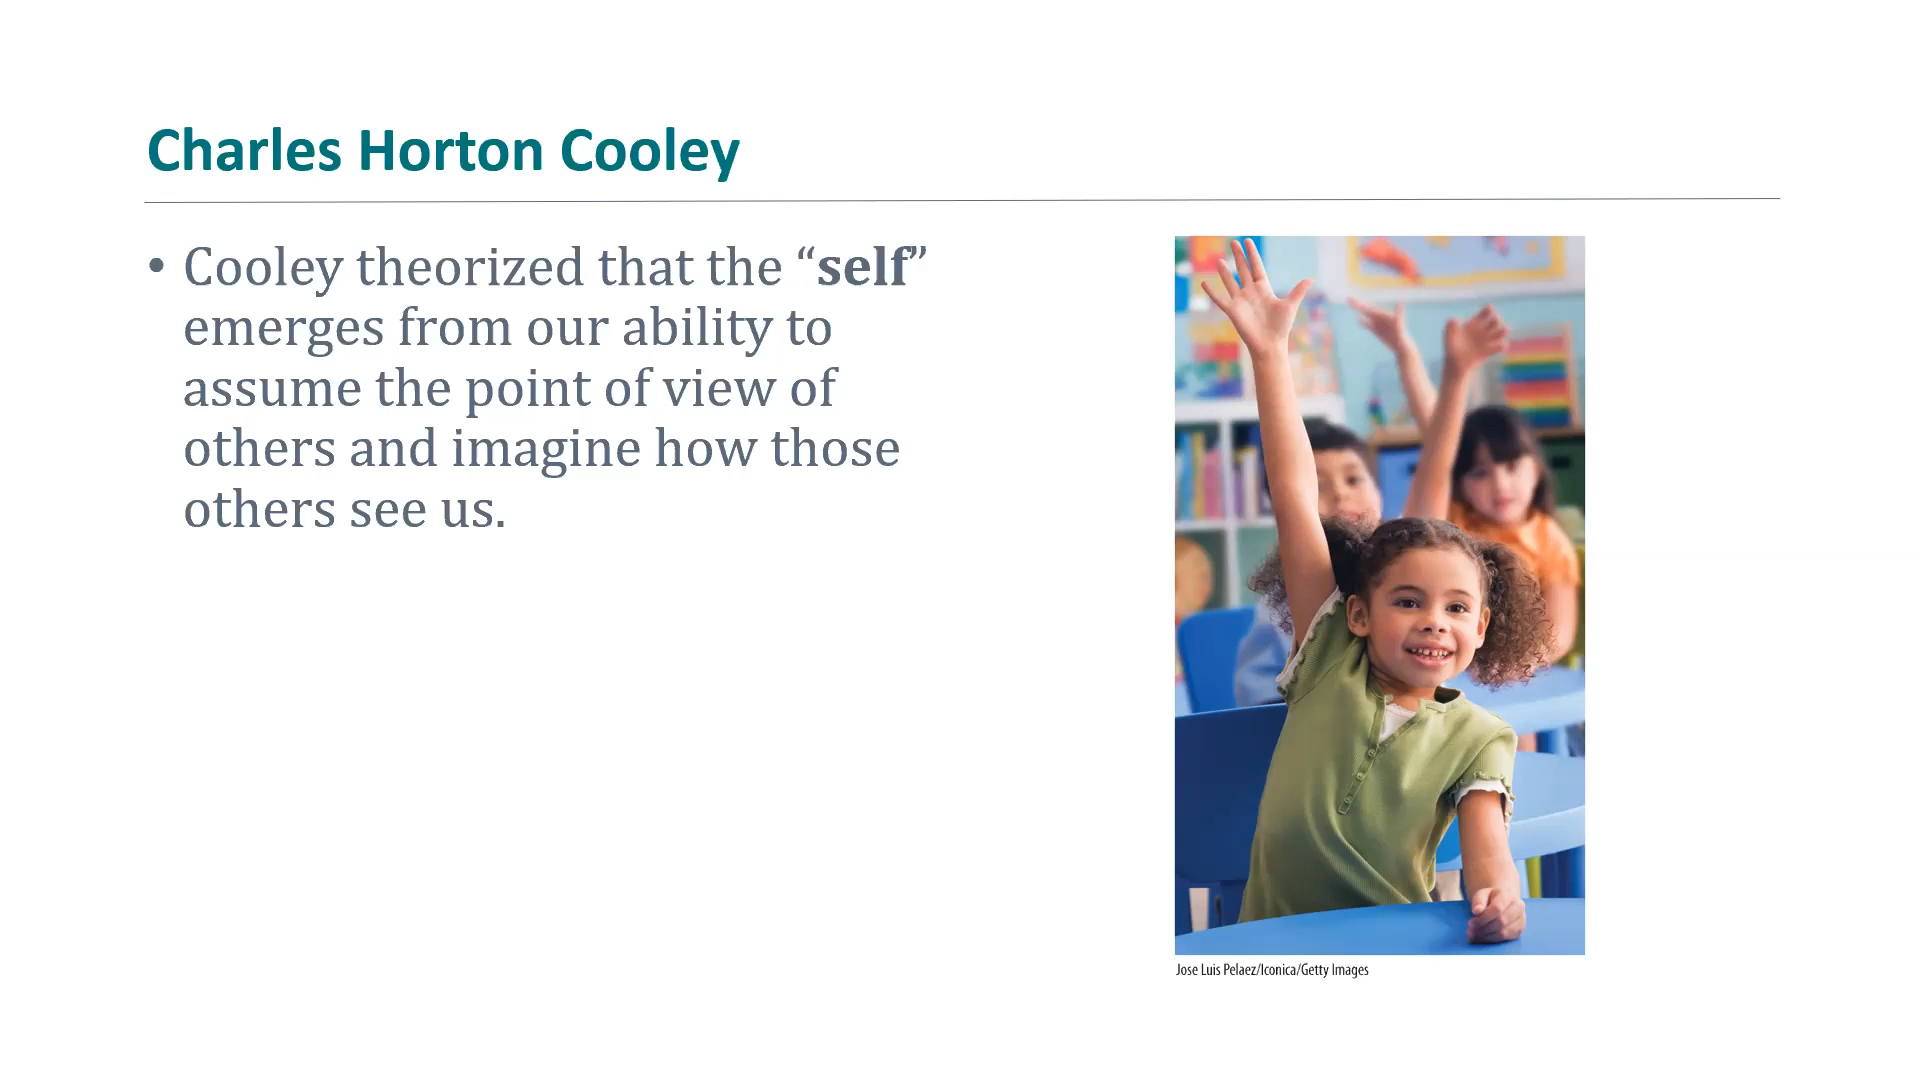 Charles Horton Cooley
• Cooley theorized that the “self”
emerges from our ability to
assume the point of view of
others and imagine how those
others see us.
Jose Luis Pelaez/Iconica/Getty Images